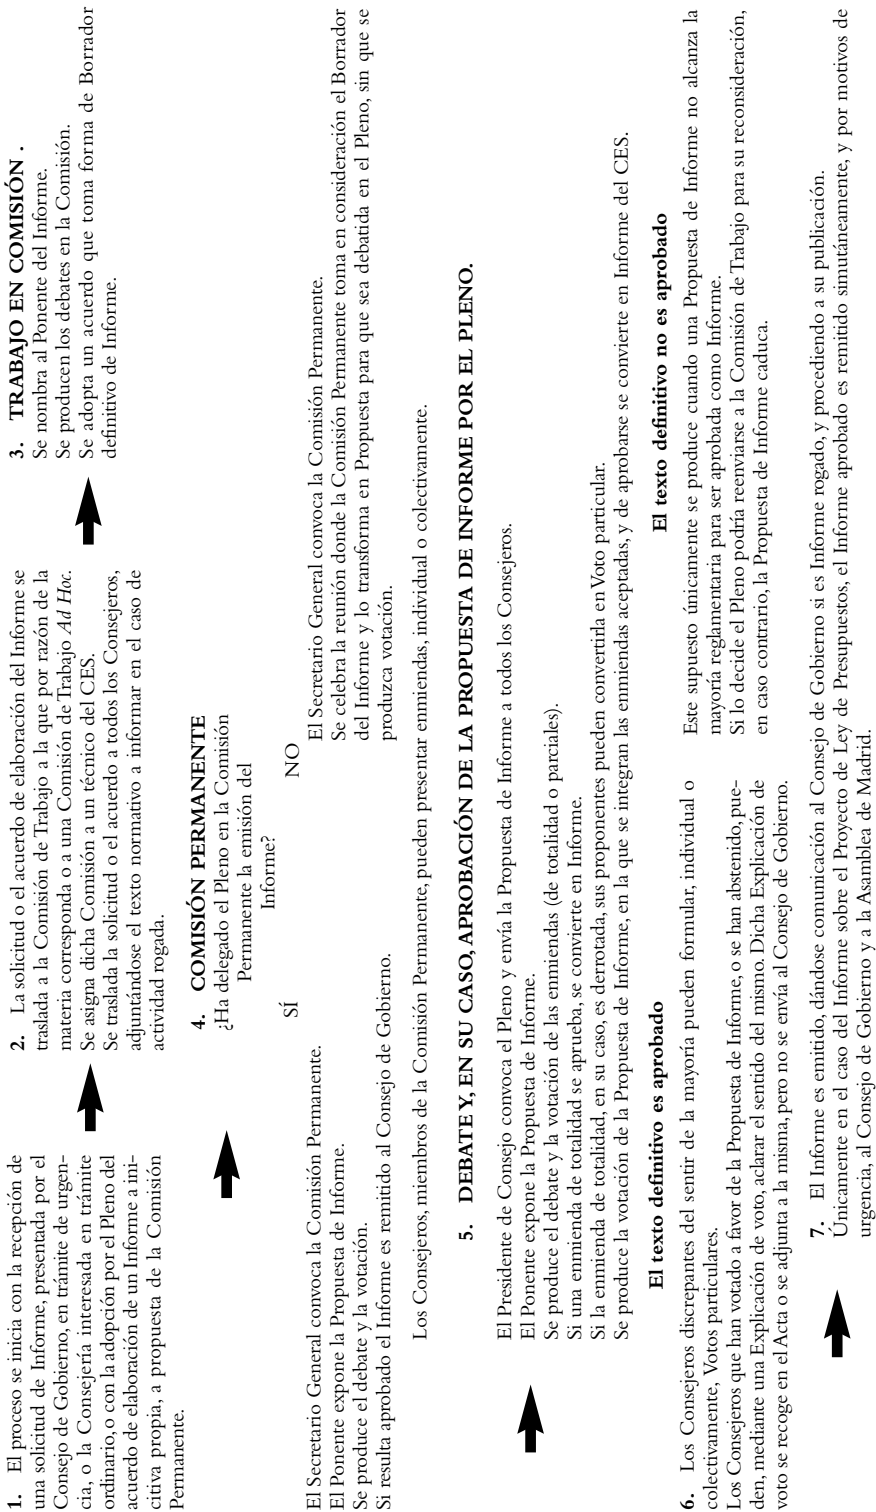 1. El proceso se inicia con la recepción de
una solicitud de Informe, presentada por el
Consejo de Gobierno, en trámite de urgen-
cia, o la Consejería interesada en trámite
ordinario, o con la adopción por el Pleno del
acuerdo de elaboración de un Informe a ini-
citiva propia, a propuesta de la Comisión
Permanente.
2. La solicitud o el acuerdo de elaboración del Informe se
traslada a la Comisión de Trabajo a la que por razón de la
materia corresponda o a una Comisión de Trabajo Ad Hoc.
Se asigna dicha Comisión a un técnico del CES.
Se traslada la solicitud o el acuerdo a todos los Consejeros,
adjuntándose el texto normativo a informar en el caso de
actividad rogada.
3. TRABAJO EN COMISIÓN .
Se nombra al Ponente del Informe.
Se producen los debates en la Comisión.
Se adopta un acuerdo que toma forma de Borrador
definitivo de Informe.
4. COMISIÓN PERMANENTE
¿Ha delegado el Pleno en la Comisión
Permanente la emisión del
Informe?
SÍ
NO
El Secretario General convoca la Comisión Permanente.
El Ponente expone la Propuesta de Informe.
Se produce el debate y la votación.
Si resulta aprobado el Informe es remitido al Consejo de Gobierno.
El Secretario General convoca la Comisión Permanente.
Se celebra la reunión donde la Comisión Permanente toma en consideración el Borrador
del Informe y lo transforma en Propuesta para que sea debatida en el Pleno, sin que se
produzca votación.
Los Consejeros, miembros de la Comisión Permanente, pueden presentar enmiendas, individual o colectivamente.
5. DEBATE Y, EN SU CASO, APROBACIÓN DE LA PROPUESTA DE INFORME POR EL PLENO.
El Presidente de Consejo convoca el Pleno y envía la Propuesta de Informe a todos los Consejeros.
El Ponente expone la Propuesta de Informe.
Se produce el debate y la votación de las enmiendas (de totalidad o parciales).
Si una enmienda de totalidad se aprueba, se convierte en Informe.
Si la enmienda de totalidad, en su caso, es derrotada, sus proponentes pueden convertirla en Voto particular.
Se produce la votación de la Propuesta de Informe, en la que se integran las enmiendas aceptadas, y de aprobarse se convierte en Informe del CES.
El texto definitivo es aprobado
6. Los Consejeros discrepantes del sentir de la mayoría pueden formular, individual o
colectivamente, Votos particulares.
Los Consejeros que han votado a favor de la Propuesta de Informe, o se han abstenido, pue-
den, mediante una Explicación de voto, aclarar el sentido del mismo. Dicha Explicación de
voto se recoge en el Acta o se adjunta a la misma, pero no se envía al Consejo de Gobierno.
El texto definitivo no es aprobado
Este supuesto únicamente se produce cuando una Propuesta de Informe no alcanza la
mayoría reglamentaria para ser aprobada como Informe.
Si lo decide el Pleno podría reenviarse a la Comisión de Trabajo para su reconsideración,
en caso contrario, la Propuesta de Informe caduca.
7. El Informe es emitido, dándose comunicación al Consejo de Gobierno si es Informe rogado, y procediendo a su publicación.
Únicamente en el caso del Informe sobre el Proyecto de Ley de Presupuestos, el Informe aprobado es remitido simutáneamente, y por motivos de
urgencia, al Consejo de Gobierno y a la Asamblea de Madrid.